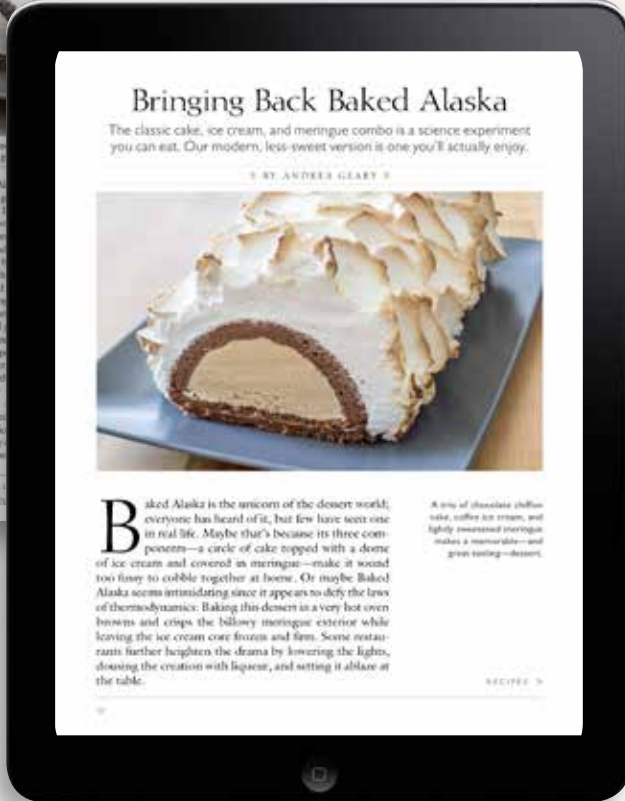 Bringing Back Baked Alaska
The classic cake, ice cream, and meringue combo is a science experiment
you can eat. Our modern, less-sweet version is one you'll actually enjoy.
BY ANDREA GEARY
Baked Alaska is the unicorn of the dessert world;
everyone has heard of it, but few have seen one
in real life. Maybe that's because its three com-
ponents—a circle of cake topped with a dome
of ice cream and covered in meringue—make it sound
too fussy to cobble together at home. Or maybe Baked
Alaska seems intimidating since it appears to defy the laws
of thermodynamics: Baking this dessert in a very hot oven
browns and crisps the billowy meringue exterior while
leaving the ice cream core frozen and firm. Some restau-
rants further heighten the drama by lowering the lights,
dousing the creation with liqueur, and setting it ablaze at
the table.
A trio of chocolate chiffon
cake, coffee ice cream, and
lightly sweetened meringue
makes a memorable—and
great-tasting—dessert.
RECIPES >